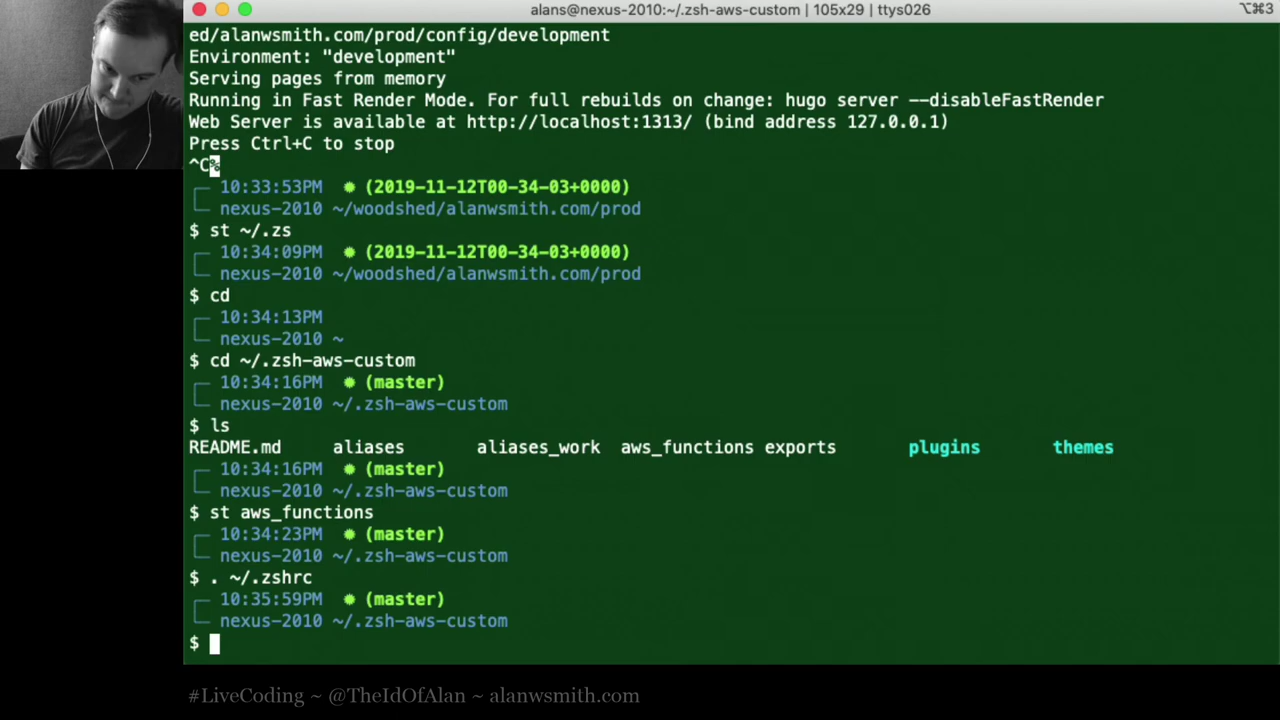 alans@nexus-2010:~/.zsh-aws-custom | 105x29 | ttys026
⌥⌘3
ed/alanwsmith.com/prod/config/development
Environment: "development"
Serving pages from memory
Running in Fast Render Mode. For full rebuilds on change: hugo server --disableFastRender
Web Server is available at http://localhost:1313/ (bind address 127.0.0.1)
Press Ctrl+C to stop
^C%
10:33:53PM ✹ (2019-11-12T00-34-03+0000)
nexus-2010 ~/woodshed/alanwsmith.com/prod
$ st ~/.zs
10:34:09PM ✹ (2019-11-12T00-34-03+0000)
nexus-2010 ~/woodshed/alanwsmith.com/prod
$ cd
10:34:13PM
nexus-2010 ~
$ cd ~/.zsh-aws-custom
10:34:16PM ✹ (master)
nexus-2010 ~/.zsh-aws-custom
$ ls
README.md aliases aliases_work aws_functions exports plugins themes
10:34:16PM ✹ (master)
nexus-2010 ~/.zsh-aws-custom
$ st aws_functions
10:34:23PM ✹ (master)
nexus-2010 ~/.zsh-aws-custom
$ . ~/.zshrc
10:35:59PM ✹ (master)
nexus-2010 ~/.zsh-aws-custom
$
#LiveCoding ~ @TheIdOfAlan ~ alanwsmith.com